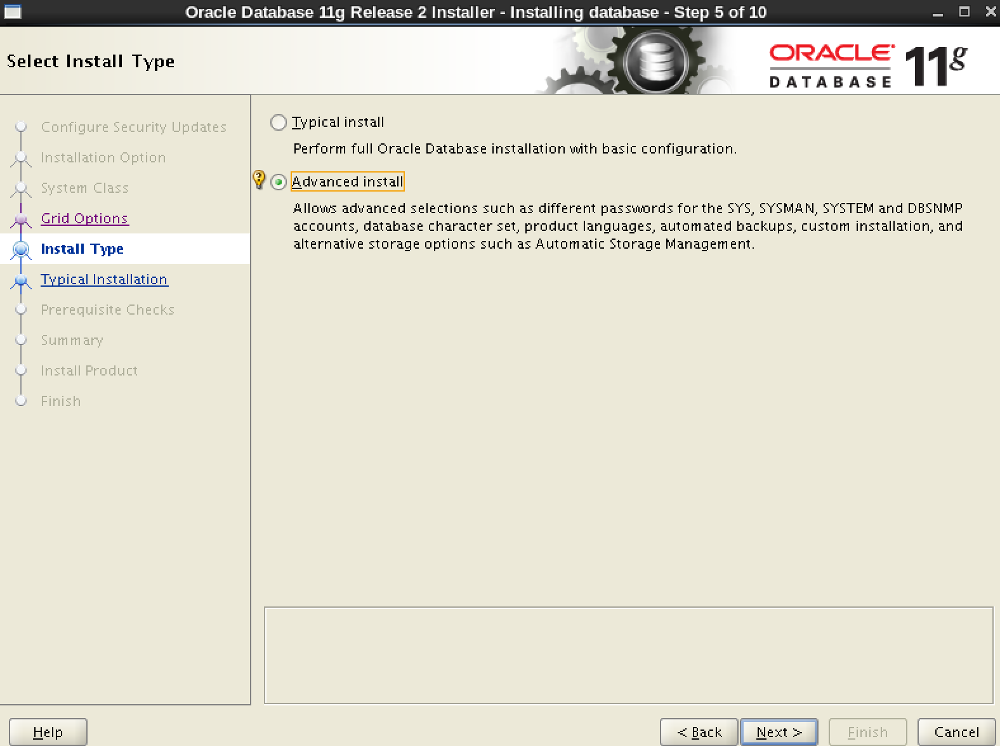 Oracle Database 11g Release 2 Installer - Installing database - Step 5 of 10
Select Install Type
ORACLE
DATABASE
11g
Configure Security Updates
Installation Option
System Class
Grid Options
Install Type
Typical Installation
Prerequisite Checks
Summary
Install Product
Finish
Typical install
Perform full Oracle Database installation with basic configuration.
Advanced install
Allows advanced selections such as different passwords for the SYS, SYSMAN, SYSTEM and DBSNMP
accounts, database character set, product languages, automated backups, custom installation, and
alternative storage options such as Automatic Storage Management.
Help
< Back
Next >
Finish
Cancel